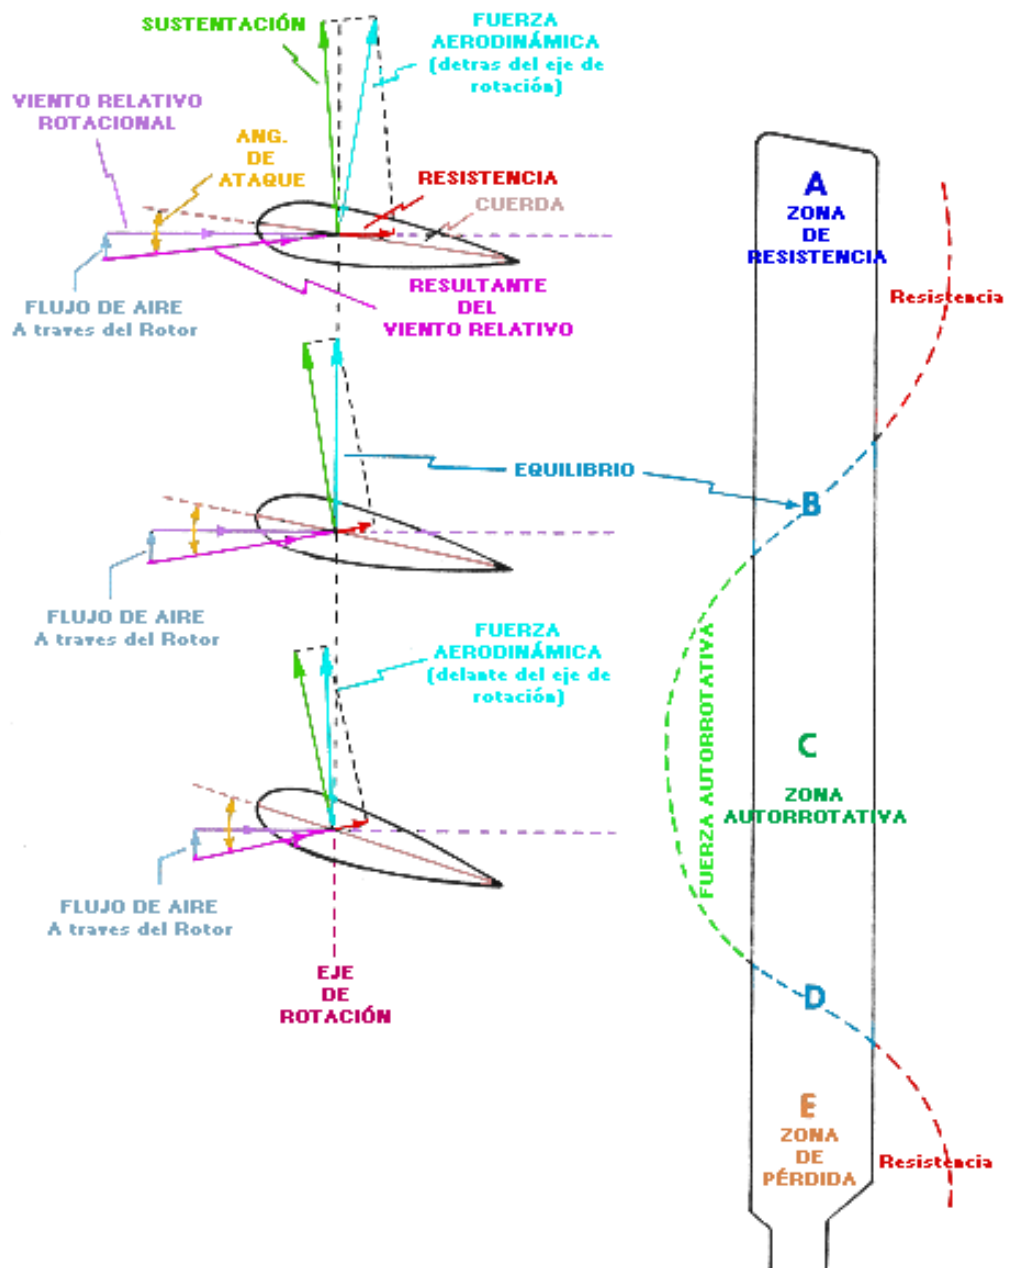 SUSTENTACIÓN
FUERZA
AERODINÁMICA
(detras del eje de
rotación)
VIENTO RELATIVO
ROTACIONAL
ANG.
DE
ATAQUE
RESISTENCIA
CUERDA
FLUJO DE AIRE
A traves del Rotor
RESULTANTE
DEL
VIENTO RELATIVO
EQUILIBRIO
FLUJO DE AIRE
A traves del Rotor
FUERZA
AERODINÁMICA
(delante del eje de
rotación)
FLUJO DE AIRE
A traves del Rotor
EJE
DE
ROTACIÓN
A
ZONA
DE
RESISTENCIA
Resistencia
B
FUERZA AUTORROTATIVA
C
ZONA
AUTORROTATIVA
D
E
ZONA
DE
PÉRDIDA
Resistencia